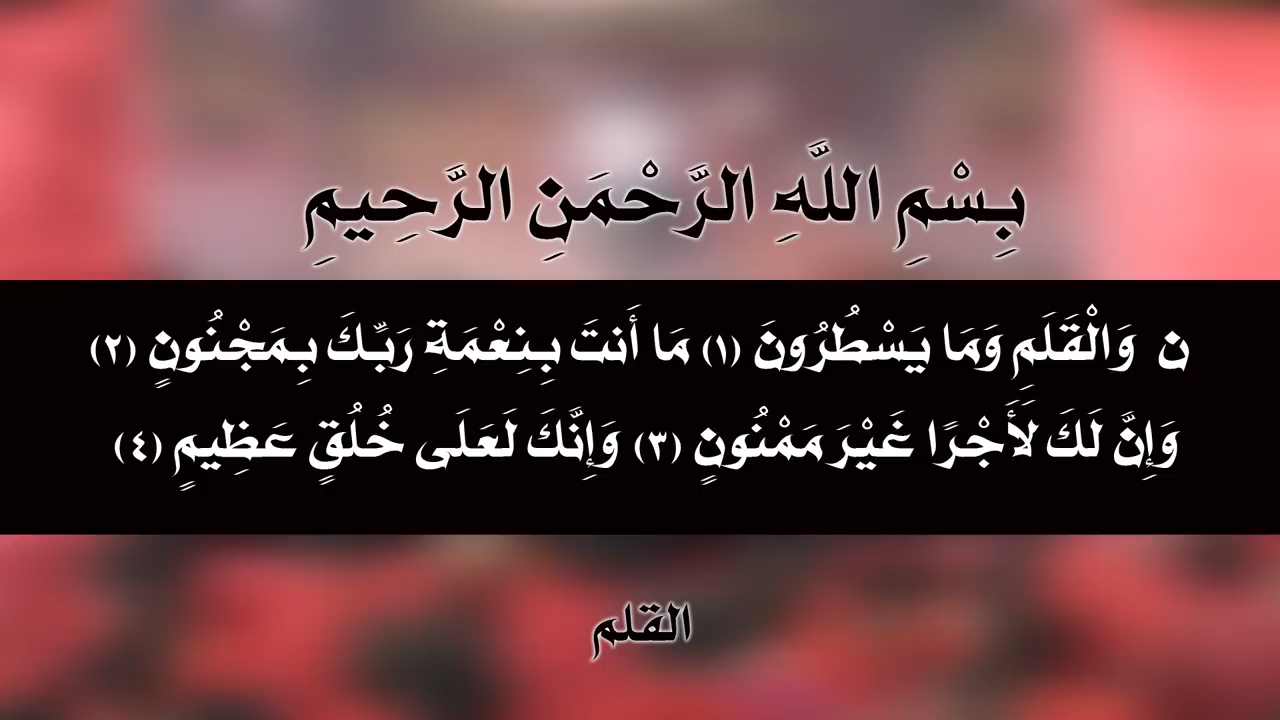 بِسْمِ اللَّهِ الرَّحْمَنِ الرَّحِيمِ
ن وَالْقَلَمِ وَمَا يَسْطُرُونَ (١) مَا أَنتَ بِنِعْمَةِ رَبِّكَ بِمَجْنُونٍ (٢)
وَإِنَّ لَكَ لَأَجْرًا غَيْرَ مَمْنُونٍ (٣) وَإِنَّكَ لَعَلَى خُلُقٍ عَظِيمٍ (٤)
القلم